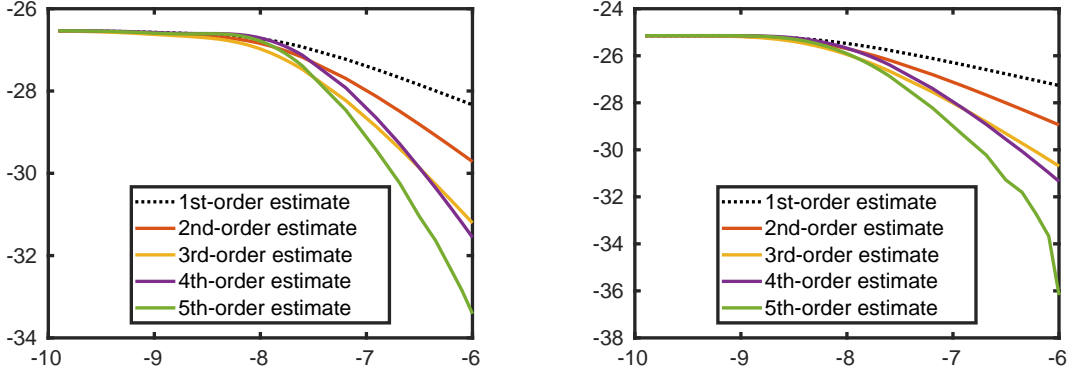 -26
-28
-30
-32
-34
-10
-9
-8
-7
-6
1st-order estimate
2nd-order estimate
3rd-order estimate
4th-order estimate
5th-order estimate
-24
-26
-28
-30
-32
-34
-36
-38
-10
-9
-8
-7
-6
1st-order estimate
2nd-order estimate
3rd-order estimate
4th-order estimate
5th-order estimate